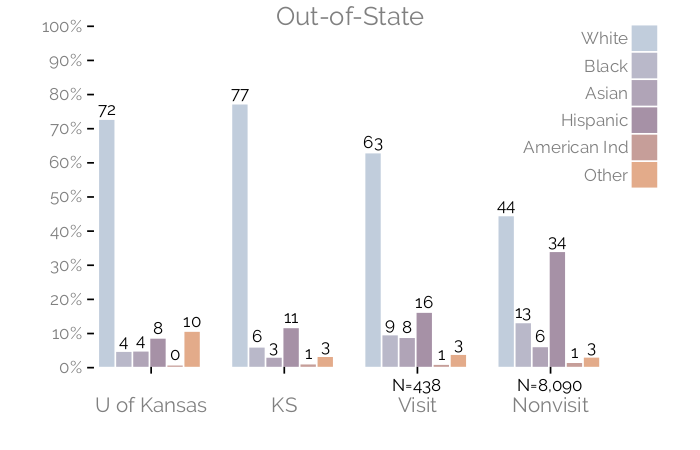 Out-of-State
100%
90%
80%
70%
60%
50%
40%
30%
20%
10%
0%
White
Black
Asian
Hispanic
American Ind
Other
72 4 4 8 0 10
77 6 3 11 1 3
63 9 8 16 1 3
44 13 6 34 1 3
N=438 N=8,090
U of Kansas KS Visit Nonvisit